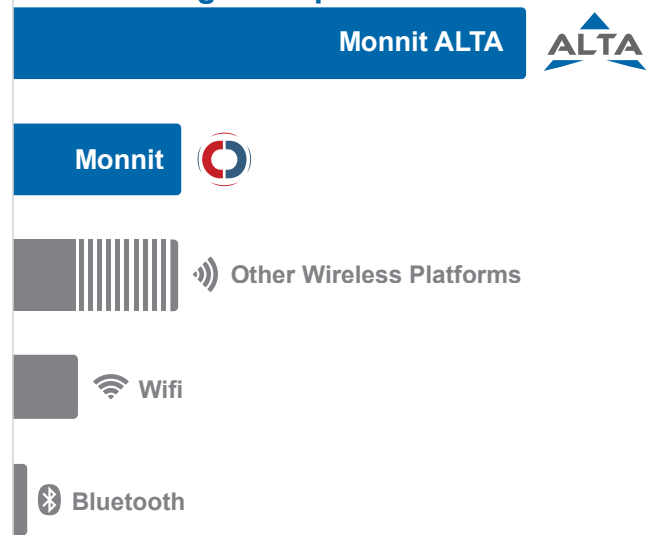 Monnit ALTA
ALTA
Monnit
Other Wireless Platforms
Wifi
Bluetooth